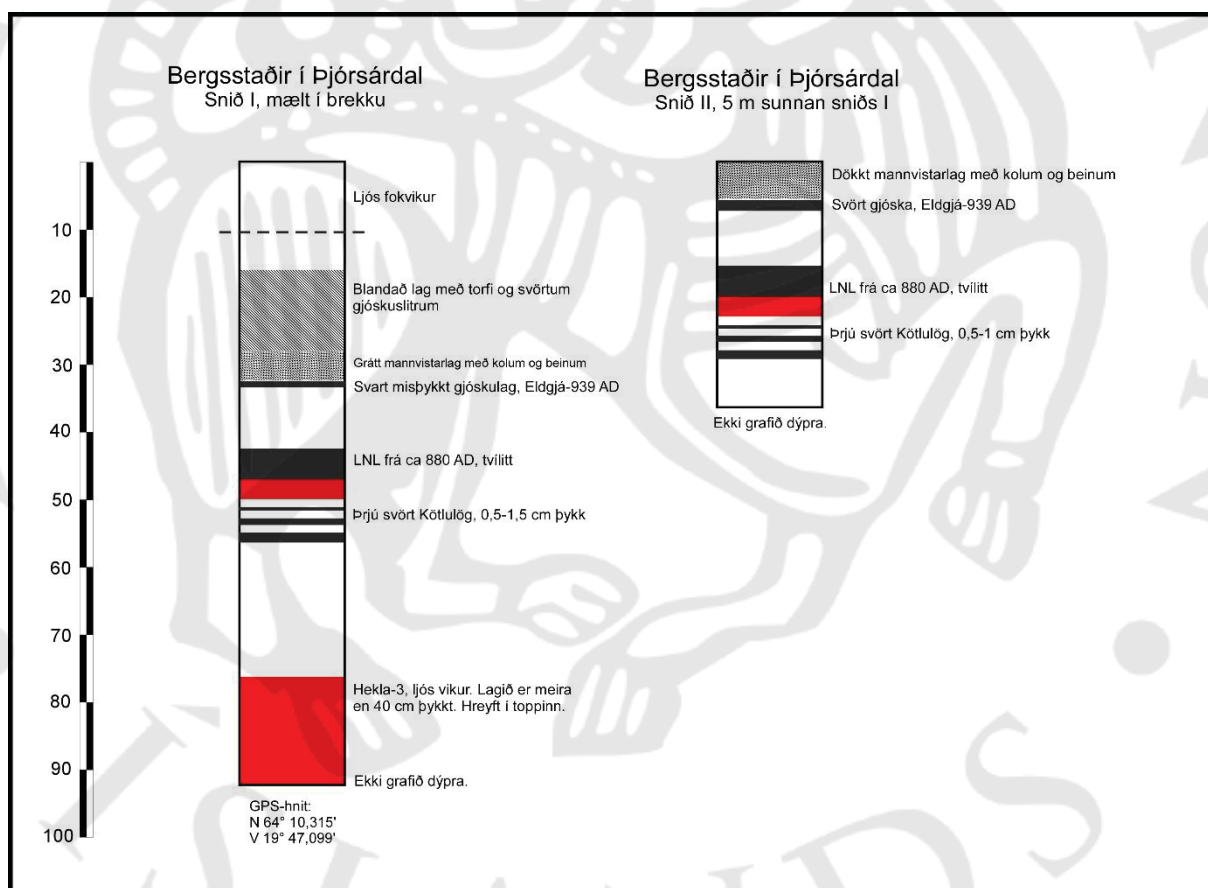 Bergsstaðir í Þjórsárdal
Snið I, mælt í brekku
10
20
30
40
50
60
70
80
90
100
Ljós fokvikur
Blandað lag með torfi og svörtum
gjóskuslitrum
Grátt mannvistarlag með kolum og beinum
Svart misþykkt gjóskulag, Eldgjá-939 AD
LNL frá ca 880 AD, tvílitt
Þrjú svört Kötlulög, 0,5-1,5 cm þykk
Hekla-3, ljós vikur. Lagið er meira
en 40 cm þykkt. Hreyft í toppinn.
Ekki grafið dýpra.
GPS-hnit:
N 64° 10,315'
V 19° 47,099'
Bergsstaðir í Þjórsárdal
Snið II, 5 m sunnan sniðs I
Dökkt mannvistarlag með kolum og beinum
Svört gjóska, Eldgjá-939 AD
LNL frá ca 880 AD, tvílitt
Þrjú svört Kötlulög, 0,5-1 cm þykk
Ekki grafið dýpra.